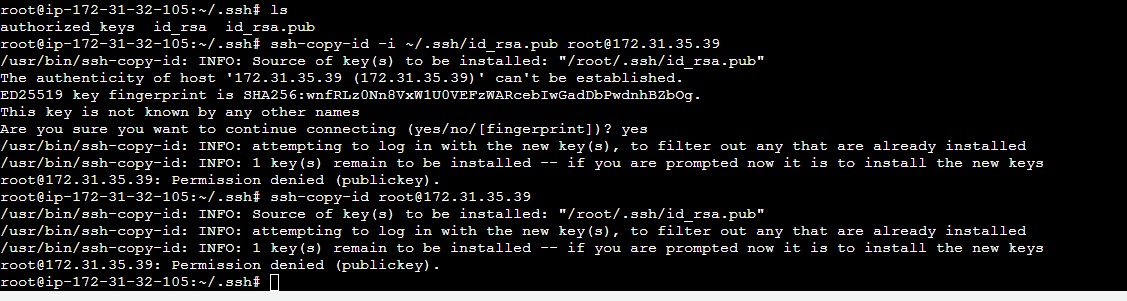 root@ip-172-31-32-105:~/.ssh# ls
authorized_keys  id_rsa  id_rsa.pub
root@ip-172-31-32-105:~/.ssh# ssh-copy-id -i ~/.ssh/id_rsa.pub root@172.31.35.39
/usr/bin/ssh-copy-id: INFO: Source of key(s) to be installed: "/root/.ssh/id_rsa.pub"
The authenticity of host '172.31.35.39 (172.31.35.39)' can't be established.
ED25519 key fingerprint is SHA256:wnfRLz0Nn8VxW1U0VEFzWARcebIwGadDbPwdnhBZbOg.
This key is not known by any other names
Are you sure you want to continue connecting (yes/no/[fingerprint])? yes
/usr/bin/ssh-copy-id: INFO: attempting to log in with the new key(s), to filter out any that are already installed
/usr/bin/ssh-copy-id: INFO: 1 key(s) remain to be installed -- if you are prompted now it is to install the new keys
root@172.31.35.39: Permission denied (publickey).
root@ip-172-31-32-105:~/.ssh# ssh-copy-id root@172.31.35.39
/usr/bin/ssh-copy-id: INFO: Source of key(s) to be installed: "/root/.ssh/id_rsa.pub"
/usr/bin/ssh-copy-id: INFO: attempting to log in with the new key(s), to filter out any that are already installed
/usr/bin/ssh-copy-id: INFO: 1 key(s) remain to be installed -- if you are prompted now it is to install the new keys
root@172.31.35.39: Permission denied (publickey).
root@ip-172-31-32-105:~/.ssh#